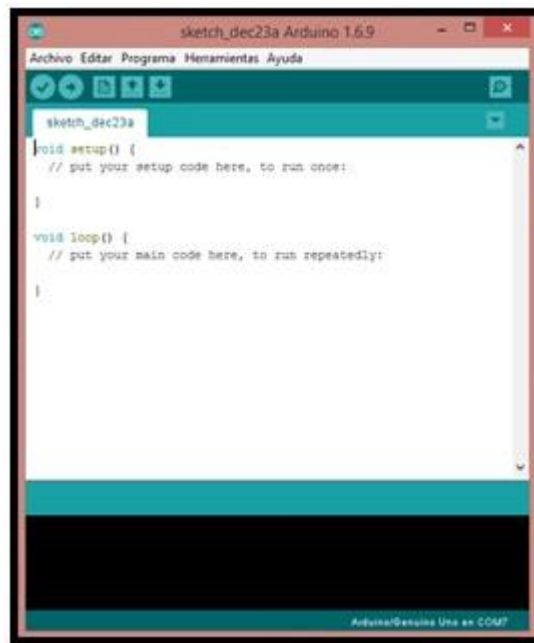 sketch_dec23a Arduino 1.6.9
Archivo Editar Programa Herramientas Ayuda
sketch_dec23a
void setup() {
// put your setup code here, to run once:
}
void loop() {
// put your main code here, to run repeatedly:
}
Arduino/Genuino Uno en COM7